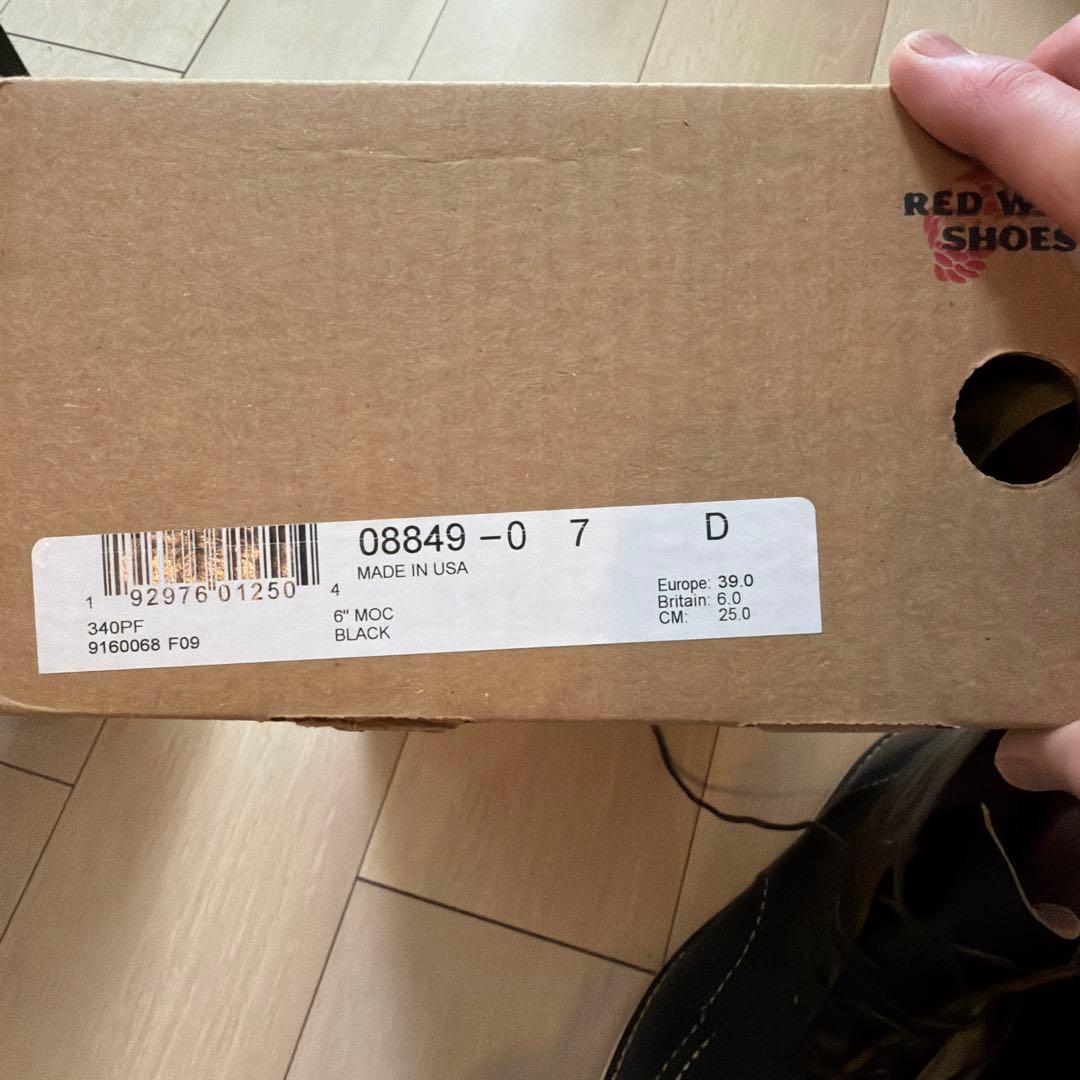 RED
SHOES
08849-0 7 D
MADE IN USA
1 92976 01250 4
6" MOC
BLACK
340PF
9160068 F09
Europe: 39.0
Britain: 6.0
CM: 25.0